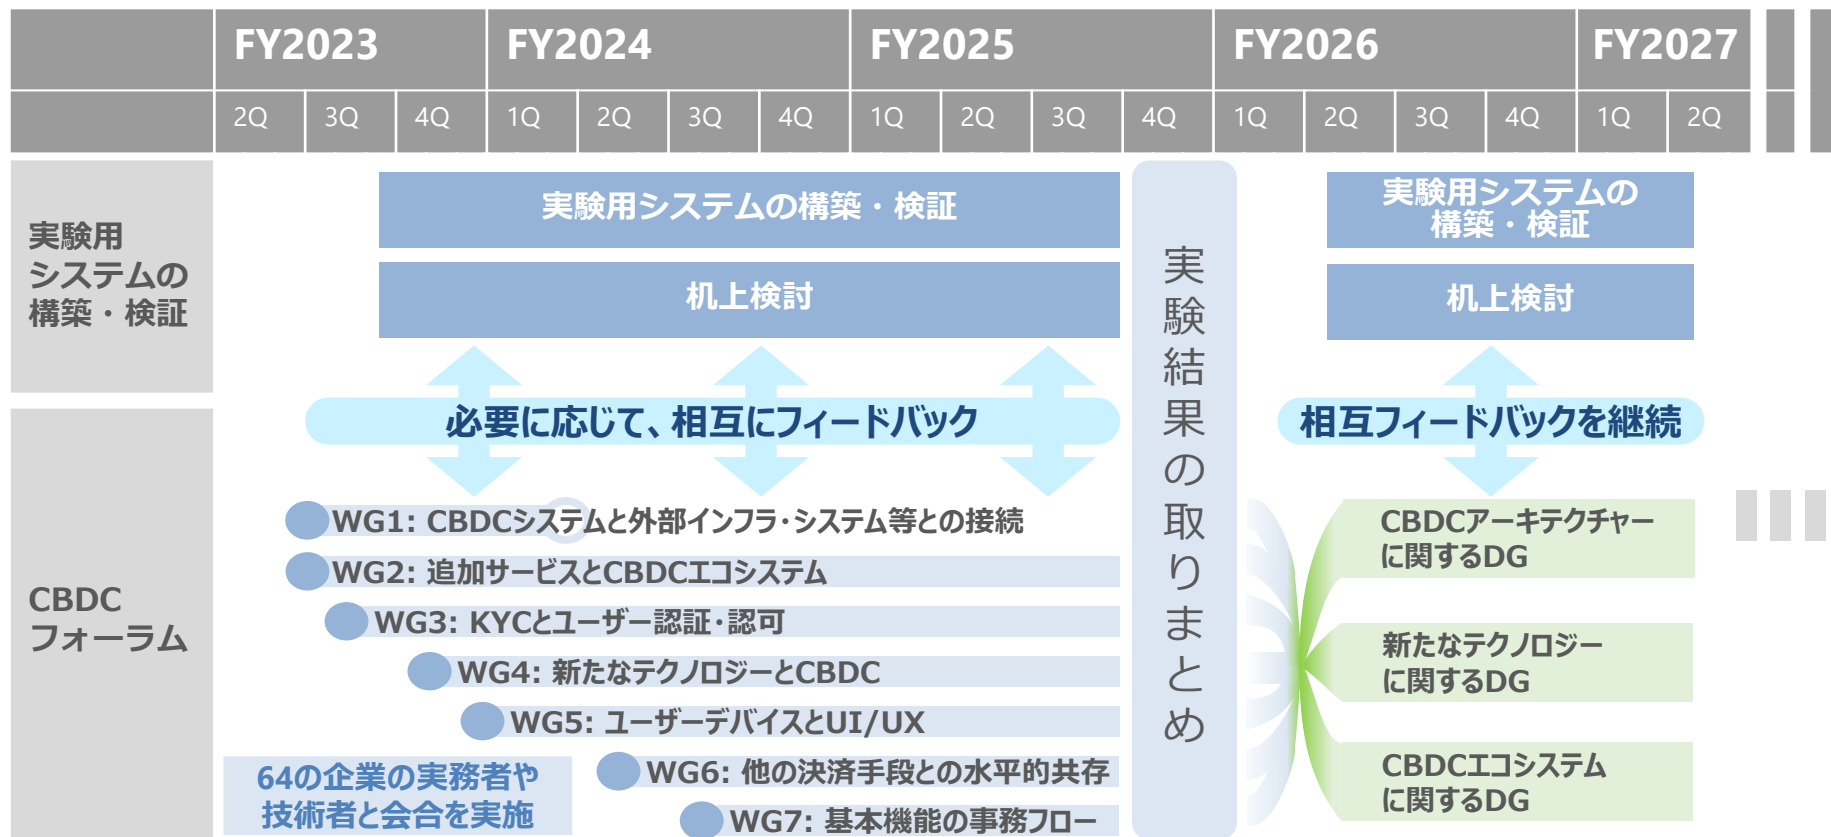 FY2023 FY2024 FY2025 FY2026 FY2027
2Q 3Q 4Q 1Q 2Q 3Q 4Q 1Q 2Q 3Q 4Q 1Q 2Q 3Q 4Q 1Q 2Q
実験用
システムの
構築・検証
実験用システムの構築・検証
机上検討
実験結果の取りまとめ
実験用システムの
構築・検証
机上検討
必要に応じて、相互にフィードバック
相互フィードバックを継続
CBDC
フォーラム
WG1: CBDCシステムと外部インフラ・システム等との接続
WG2: 追加サービスとCBDCエコシステム
WG3: KYCとユーザー認証・認可
WG4: 新たなテクノロジーとCBDC
WG5: ユーザーデバイスとUI/UX
WG6: 他の決済手段との水平的共存
WG7: 基本機能の事務フロー
64の企業の実務者や
技術者と会合を実施
CBDCアーキテクチャー
に関するDG
新たなテクノロジー
に関するDG
CBDCエコシステム
に関するDG